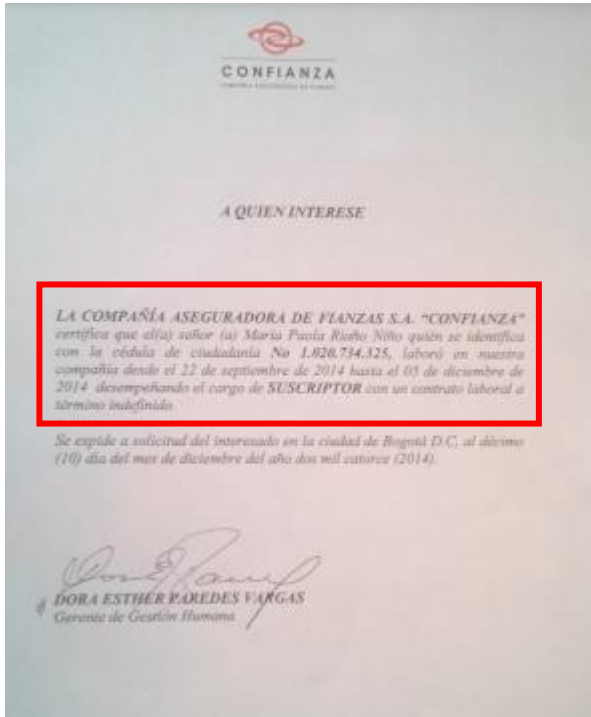 CONFIANZA
A QUIEN INTERESE
LA COMPAÑÍA ASEGURADORA DE FIANZAS S.A. "CONFIANZA"
certifica que el(a) señor (a) María Paula Riaño Niño quién se identifica
con la cédula de ciudadanía No 1.020.734.325, laboró en nuestra
compañía desde el 22 de septiembre de 2014 hasta el 05 de diciembre de
2014 desempeñando el cargo de SUSCRIPTOR con un contrato laboral a
término indefinido.
Se expide a solicitud del interesado en la ciudad de Bogotá D.C, al décimo
(10) día del mes de diciembre del año dos mil catorce (2014).
DORA ESTHER PAREDES VARGAS
Gerente de Gestión Humana